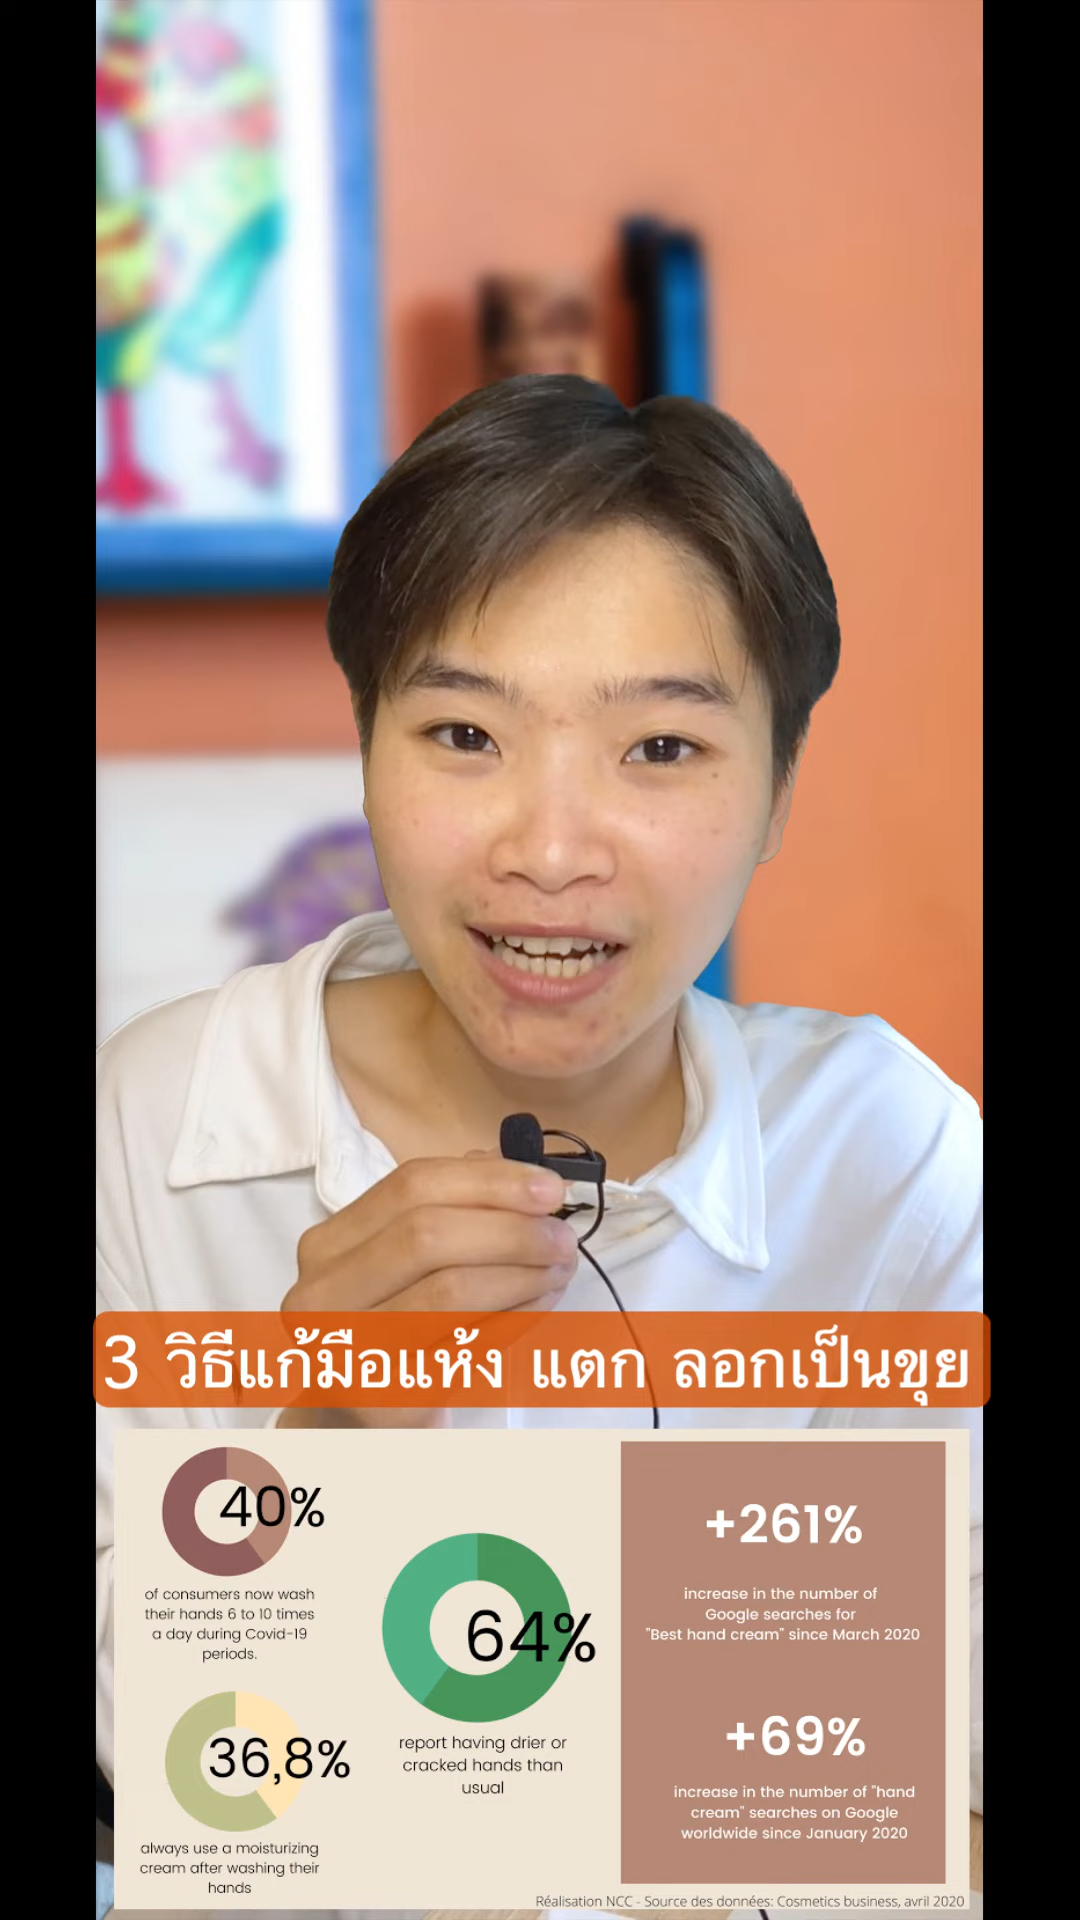 3 วิธีแก้มือแห้ง แตก ลอกเป็นขุย
40%
of consumers now wash
their hands 6 to 10 times
a day during Covid-19
periods.
36,8%
always use a moisturizing
cream after washing their
hands
64%
report having drier or
cracked hands than
usual
+261%
increase in the number of
Google searches for
"Best hand cream" since March 2020
+69%
increase in the number of "hand
cream" searches on Google
worldwide since January 2020
Réalisation NCC - Source des données: Cosmetics business, avril 2020